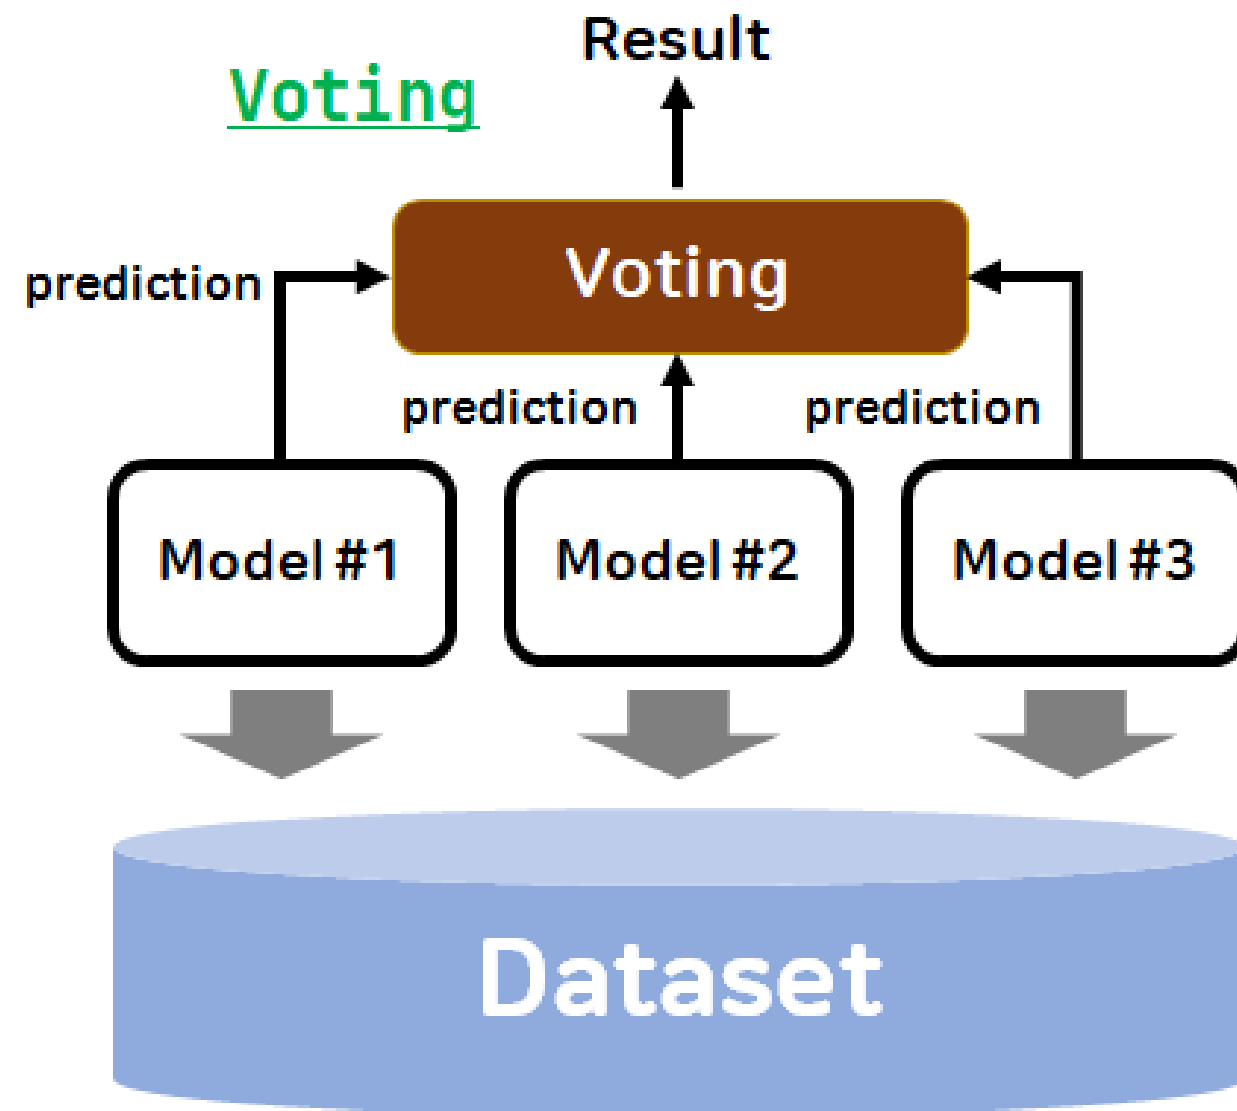 Result
Voting
Voting
prediction
prediction
prediction
Model #1
Model #2
Model #3
Dataset